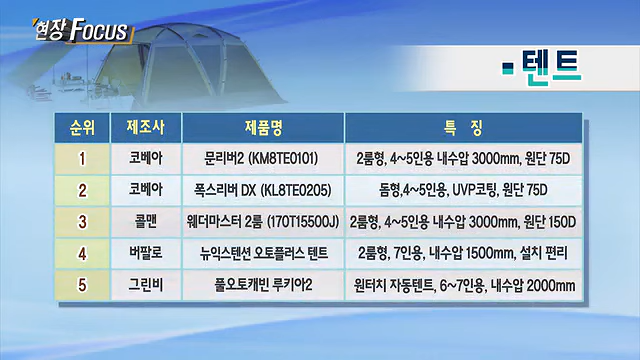 현장 FOCUS
텐트
순위 제조사 제품명 특 징
1 코베아 문리버2 (KM8TE0101) 2룸형, 4~5인용 내수압 3000mm, 원단 75D
2 코베아 폭스리버 DX (KL8TE0205) 돔형,4~5인용, UVP코팅, 원단 75D
3 콜맨 웨더마스터 2룸 (170T15500J) 2룸형, 4~5인용 내수압 3000mm, 원단 150D
4 버팔로 뉴익스텐션 오토플러스 텐트 2룸형, 7인용, 내수압 1500mm, 설치 편리
5 그린비 풀오토캐빈 루키아2 원터치 자동텐트, 6~7인용, 내수압 2000mm